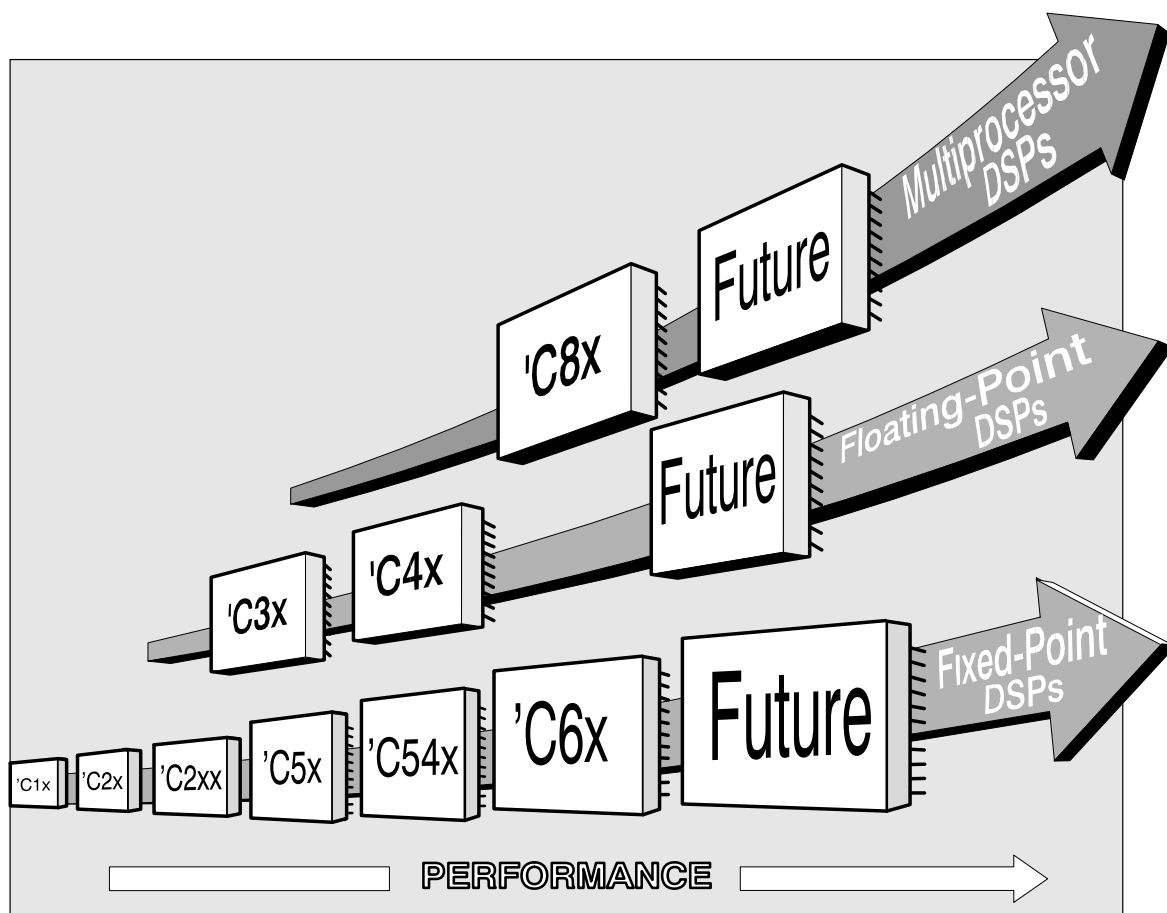 Multiprocessor
DSPs
Future
'C8x
Floating-Point
DSPs
Future
'C4x
'C3x
Fixed-Point
DSPs
'C1x
'C2x
'C2xx
'C5x
'C54x
'C6x
Future
PERFORMANCE